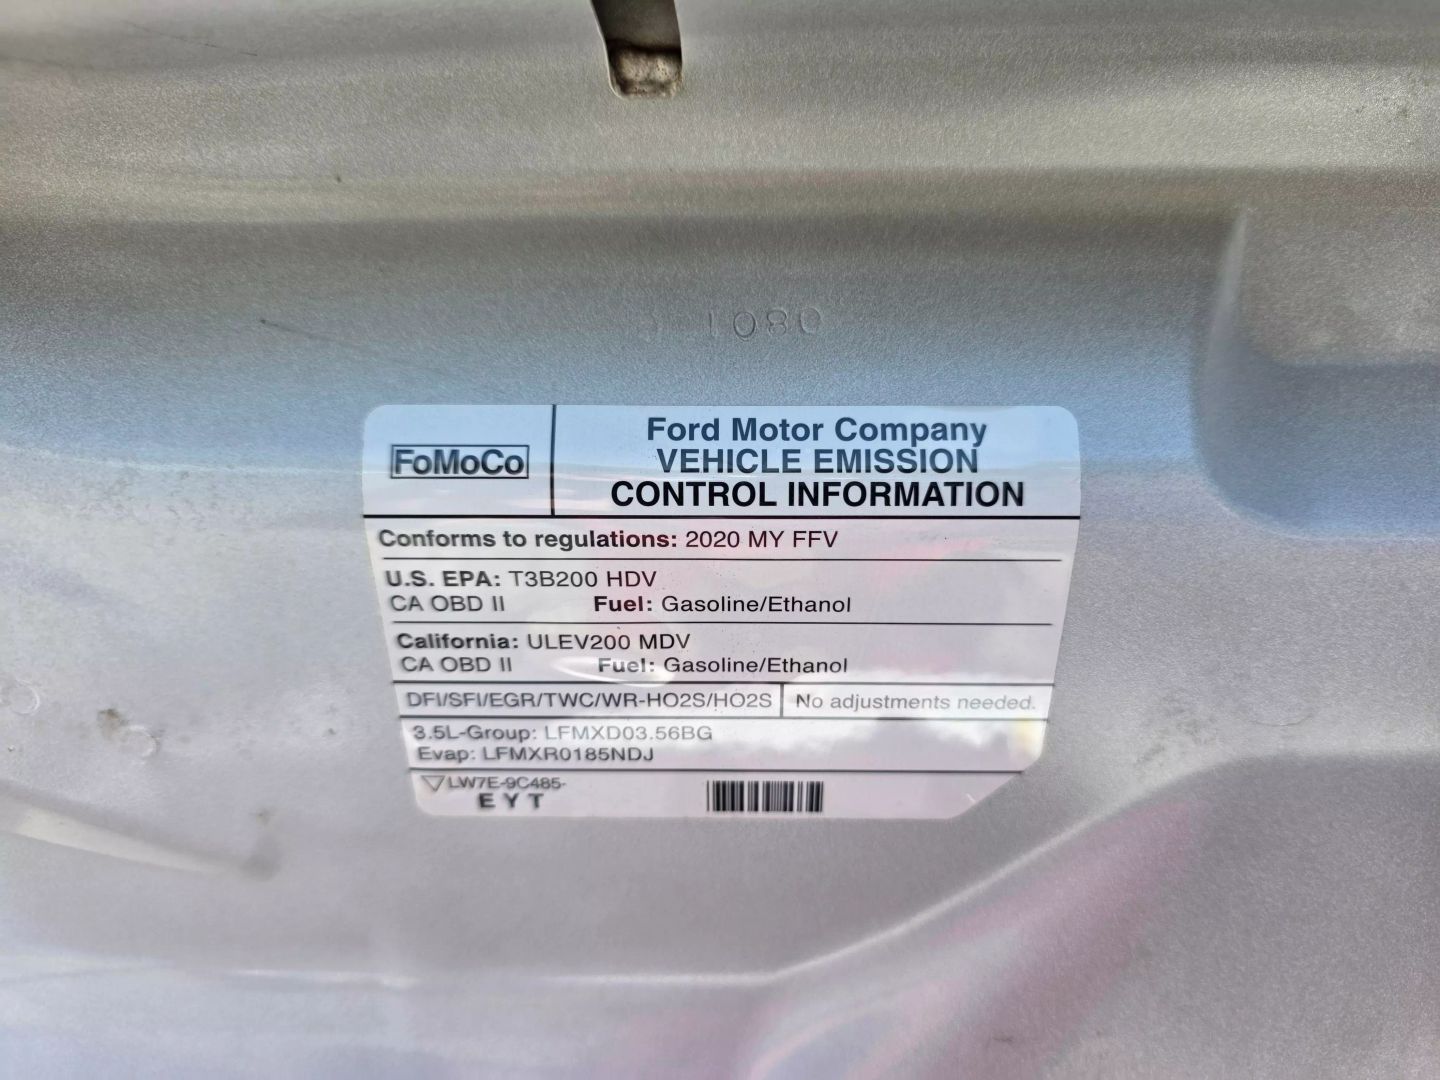 1080
FoMoCo
Ford Motor Company
VEHICLE EMISSION
CONTROL INFORMATION
Conforms to regulations: 2020 MY FFV
U.S. EPA: T3B200 HDV
CA OBD II Fuel: Gasoline/Ethanol
California: ULEV200 MDV
CA OBD II Fuel: Gasoline/Ethanol
DFI/SFI/EGR/TWC/WR-HO2S/HO2S No adjustments needed.
3.5L-Group: LFMXD03.56BG
Evap: LFMXR0185NDJ
LW7E-9C485-
E Y T